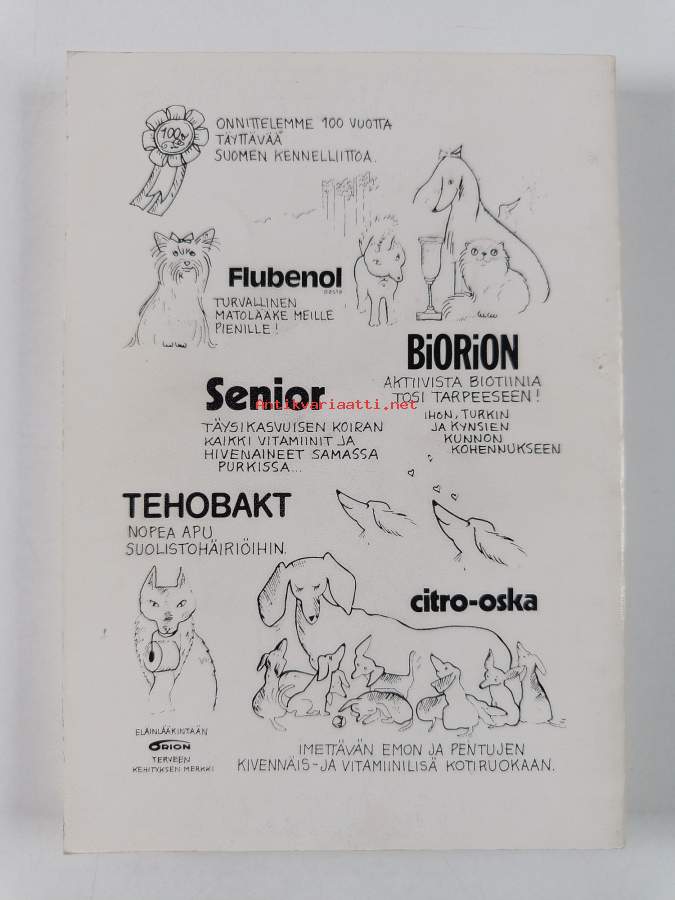 100v
ONNITTELEMME 100 VUOTTA
TÄYTTÄVÄÄ
SUOMEN KENNELLIITTOA.
Flubenol
pasta
TURVALLINEN
MATOLÄÄKE MEILLE
PIENILLE!
BiORiON
AKTIIVISTA BIOTIINIA
TOSI TARPEESEEN!
IHON, TURKIN
JA KYNSIEN
KUNNON
KOHENNUKSEEN
Senior
Antikvariaatti.net
TÄYSIKASVUISEN KOIRAN
KAIKKI VITAMIINIT JA
HIVENAINEET SAMASSA
PURKISSA...
TEHOBAKT
NOPEA APU
SUOLISTOHÄIRIÖIHIN.
citro-oska
ELÄINLÄÄKINTÄÄN
ORION
TERVEEN
KEHITYKSEN MERKKI
IMETTÄVÄN EMON JA PENTUJEN
KIVENNÄIS-JA VITAMIINILISÄ KOTIRUOKAAN.